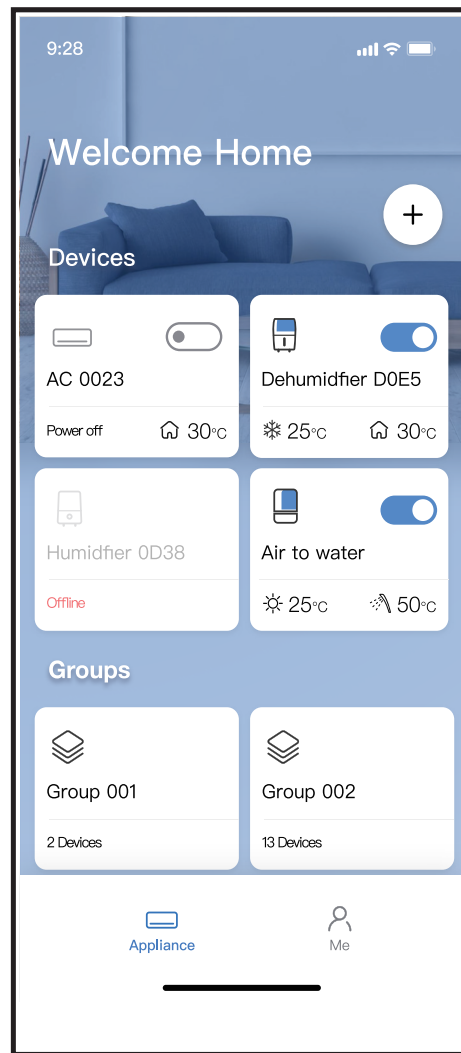 9:28
Welcome Home
+
Devices
AC 0023
Power off 30°C
Dehumidfier D0E5
25°C 30°C
Humidfier 0D38
Offline
Air to water
25°C 50°C
Groups
Group 001
2 Devices
Group 002
13 Devices
Appliance
Me